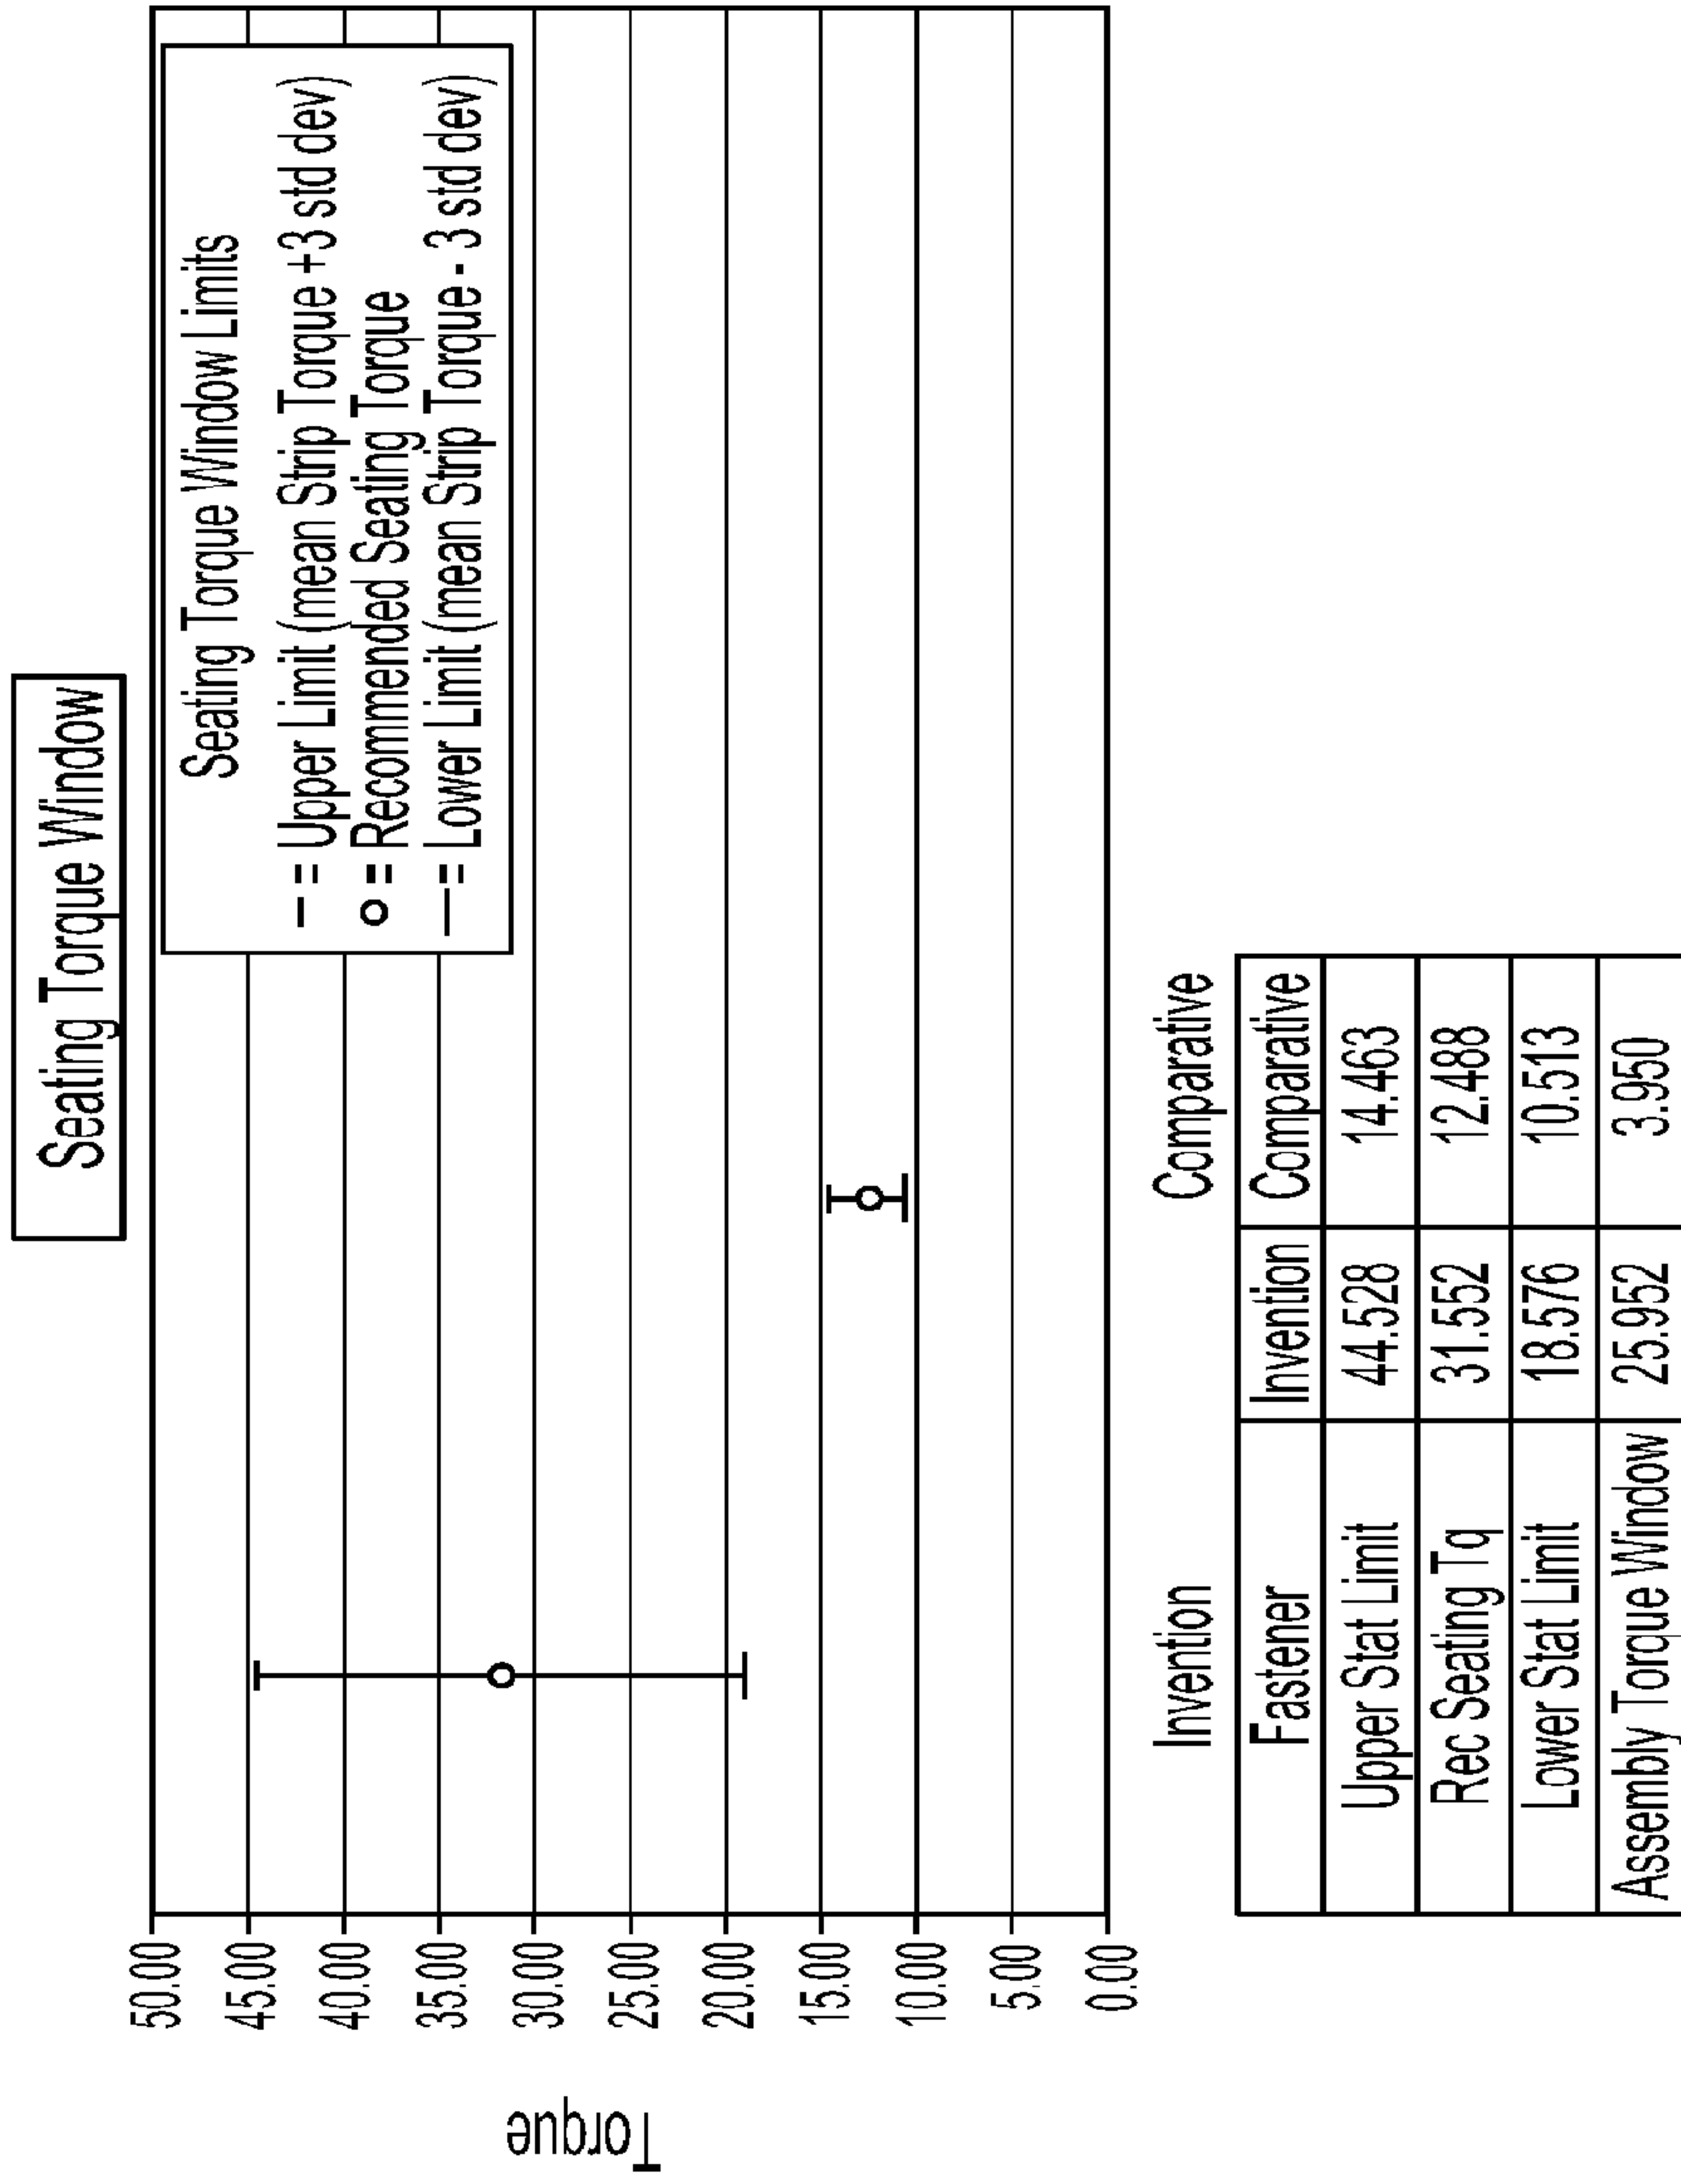 Seating Torque Window
Torque
50.00
45.00
40.00
35.00
30.00
25.00
20.00
15.00
10.00
5.00
0.00
Seating Torque Window Limits
- = Upper Limit (mean Strip Torque +3 std dev)
o = Recommended Seating Torque
— = Lower Limit (mean Strip Torque - 3 std dev)
Invention Comparative
Fastener Invention Comparative
Upper Stat Limit 44.528 14.463
Rec Seating Tq 31.552 12.488
Lower Stat Limit 18.576 10.513
Assembly Torque Window 25.952 3.950